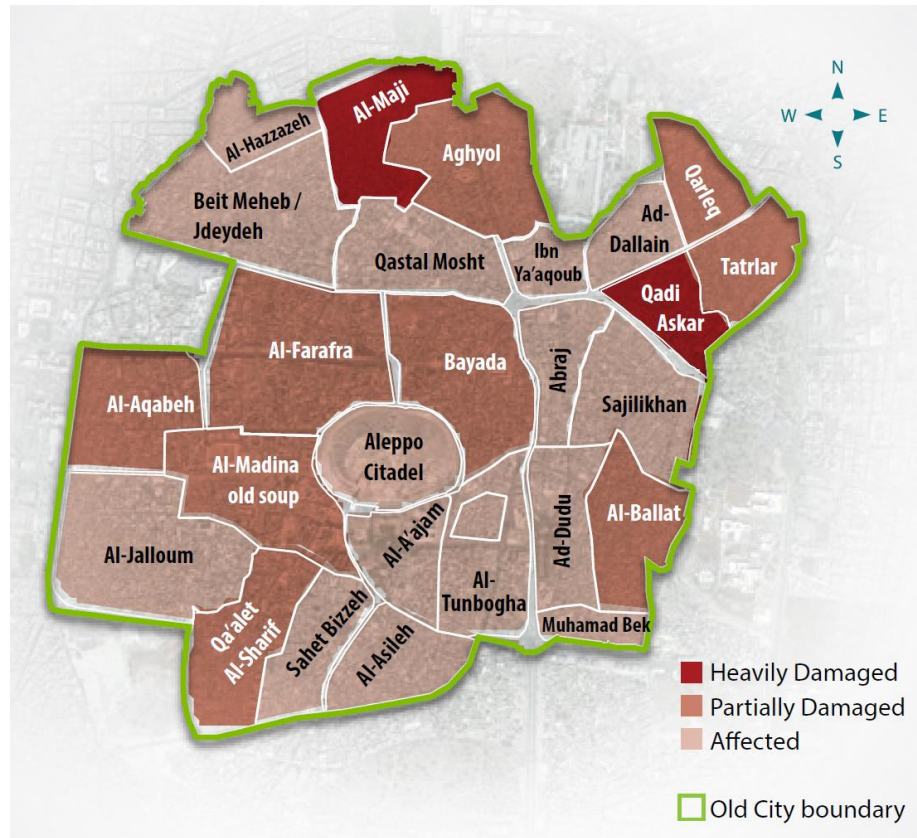 N
W
E
S
Al-Maji
Al-Hazzazeh
Aghyol
Beit Meheb /
Jdeydeh
Qastal Mosht
Ibn
Ya'aqoub
Ad-
Dallain
Qarleq
Tatrlar
Qadi
Askar
Al-Farafra
Bayada
Abraj
Sajilikhan
Al-Aqabeh
Aleppo
Citadel
Al-Madina
old soup
Al-Jalloum
Al-A'ajam
Al-
Tunbogha
Ad-Dudu
Al-Ballat
Qa'alet
Al-Sharif
Sahet Bizzeh
Al-Asileh
Muhamad Bek
Heavily Damaged
Partially Damaged
Affected
Old City boundary